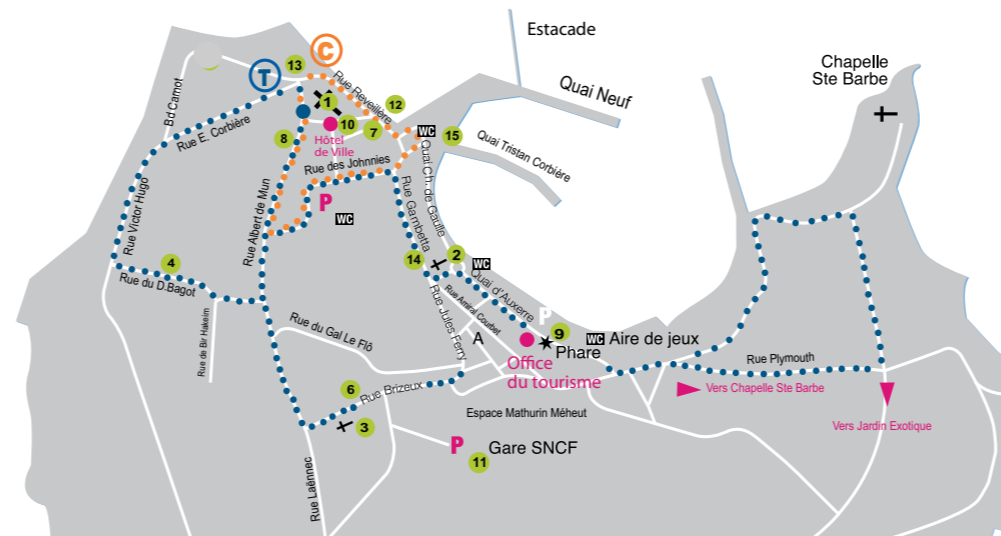 Estacade
Quai Neuf
Chapelle
Ste Barbe
C
T
13
Rue Reveillère
1
12
Bd Carnot
Rue E. Corbière
8
10
7
WC
15
Hôtel
de Ville
Quai Tristan Corbière
Rue des Johnnies
Quai Ch. de Gaulle
P
WC
Rue Albert de Mun
Rue Victor Hugo
Rue Gambetta
4
Rue du D.Bagot
14
2
WC
Quai d'Auxerre
Rue Amiral Courbet
Rue Jules Ferry
Rue de Bir Hakeim
Rue du Gal Le Flô
A
P
9
Phare
WC
Aire de jeux
Office
du tourisme
Rue Plymouth
Vers Chapelle Ste Barbe
6
Rue Brizeux
3
Espace Mathurin Méheut
Vers Jardin Exotique
P
Gare SNCF
11
Rue Laënnec